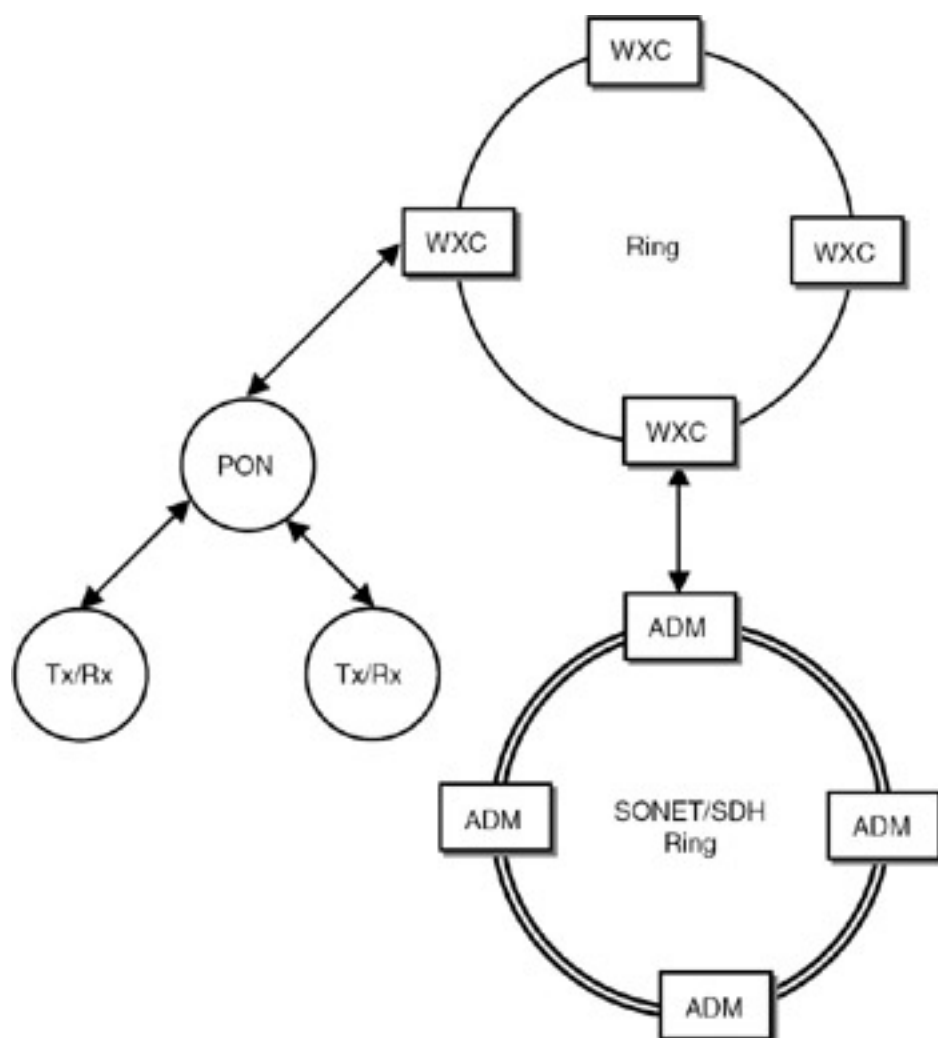 WXC
WXC
Ring
WXC
WXC
PON
Tx/Rx
Tx/Rx
ADM
ADM
SONET/SDH
Ring
ADM
ADM